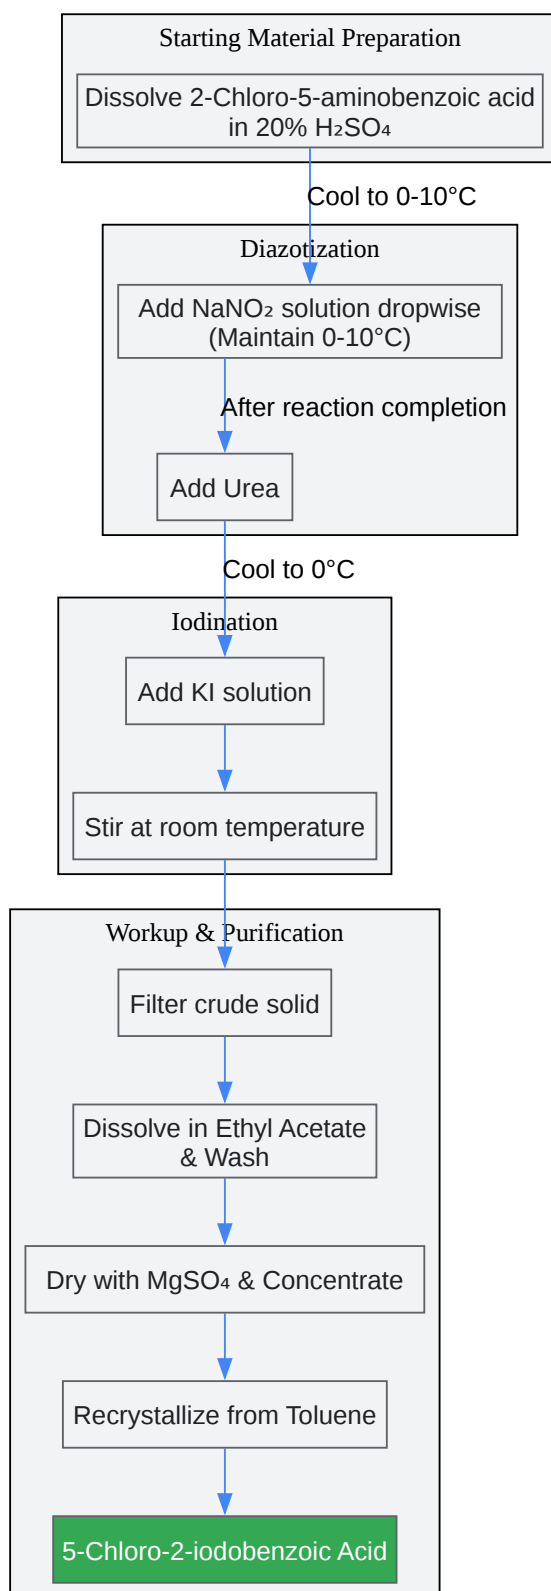 Starting Material Preparation
Dissolve 2-Chloro-5-aminobenzoic acid
in 20% H₂SO₄
Cool to 0-10°C
Diazotization
Add NaNO₂ solution dropwise
(Maintain 0-10°C)
After reaction completion
Add Urea
Cool to 0°C
Iodination
Add KI solution
Stir at room temperature
Workup & Purification
Filter crude solid
Dissolve in Ethyl Acetate
& Wash
Dry with MgSO₄ & Concentrate
Recrystallize from Toluene
5-Chloro-2-iodobenzoic Acid